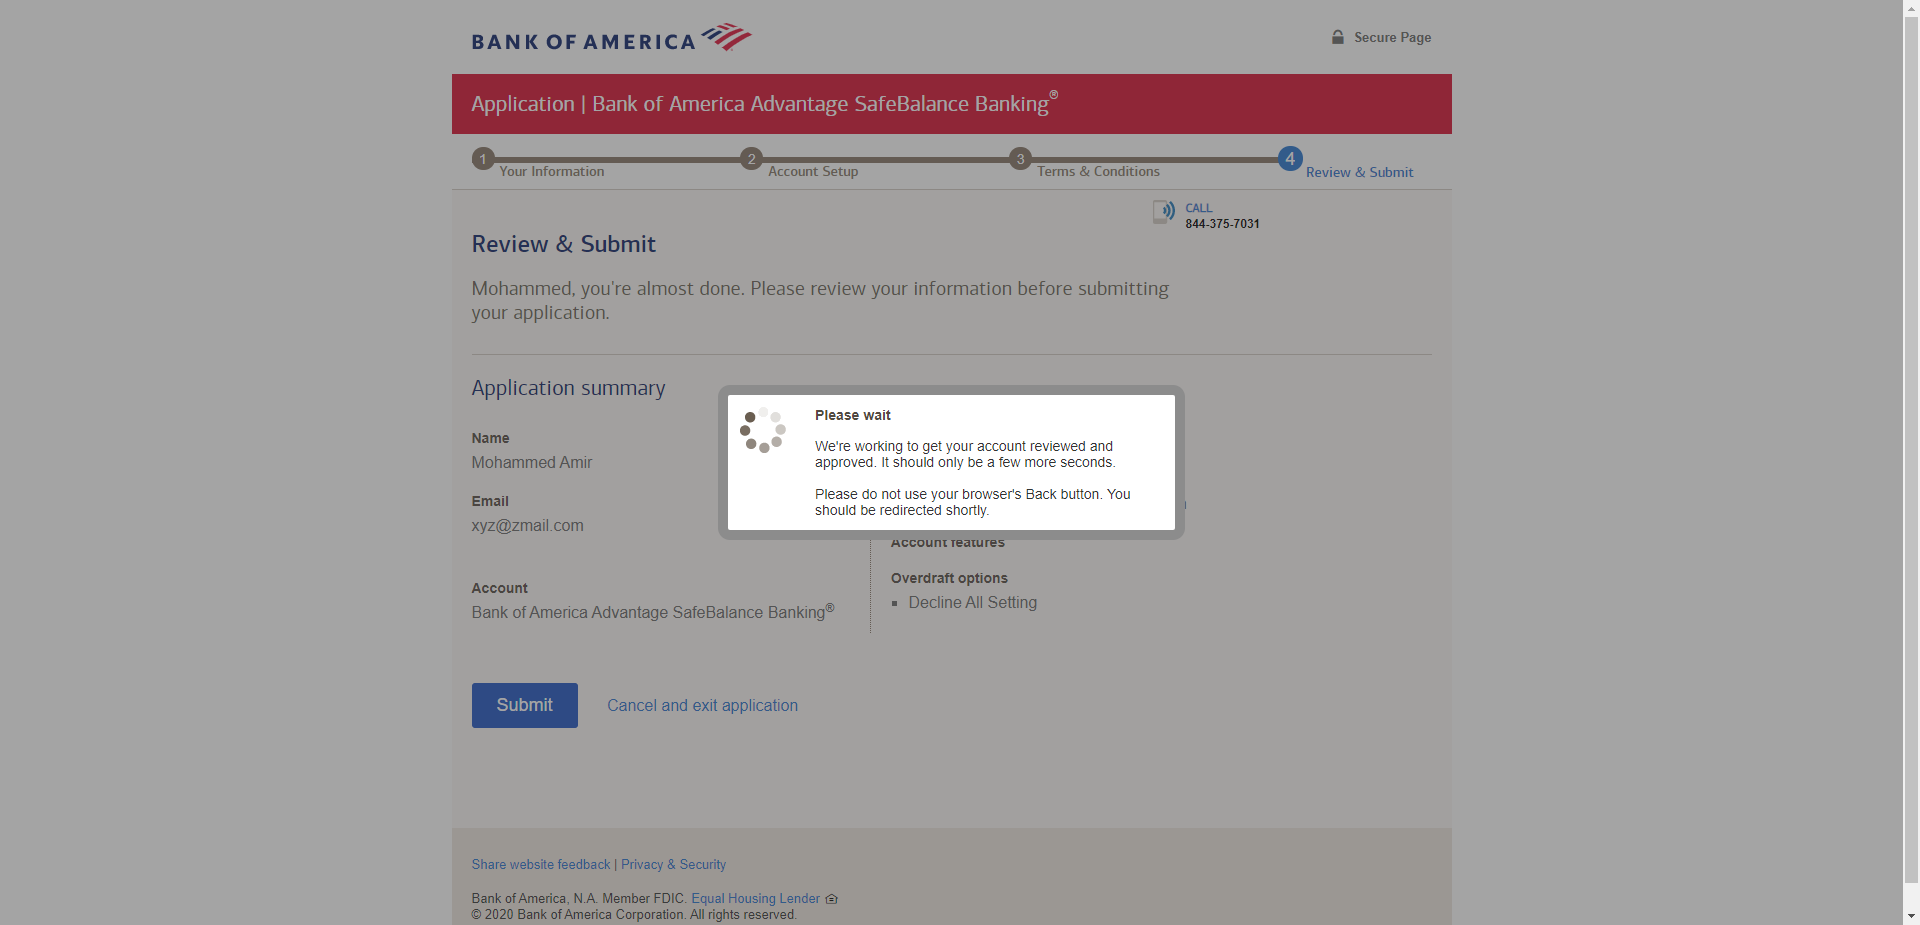 BANK OF AMERICA
Secure Page
Application | Bank of America Advantage SafeBalance Banking®
1 Your Information
2 Account Setup
3 Terms & Conditions
4 Review & Submit
CALL
844-375-7031
Review & Submit
Mohammed, you're almost done. Please review your information before submitting
your application.
Application summary
Name
Mohammed Amir
Email
xyz@zmail.com
Account
Bank of America Advantage SafeBalance Banking®
Please wait
We're working to get your account reviewed and
approved. It should only be a few more seconds.
Please do not use your browser's Back button. You
should be redirected shortly.
Account features
Overdraft options
▪ Decline All Setting
Submit
Cancel and exit application
Share website feedback | Privacy & Security
Bank of America, N.A. Member FDIC. Equal Housing Lender
© 2020 Bank of America Corporation. All rights reserved.